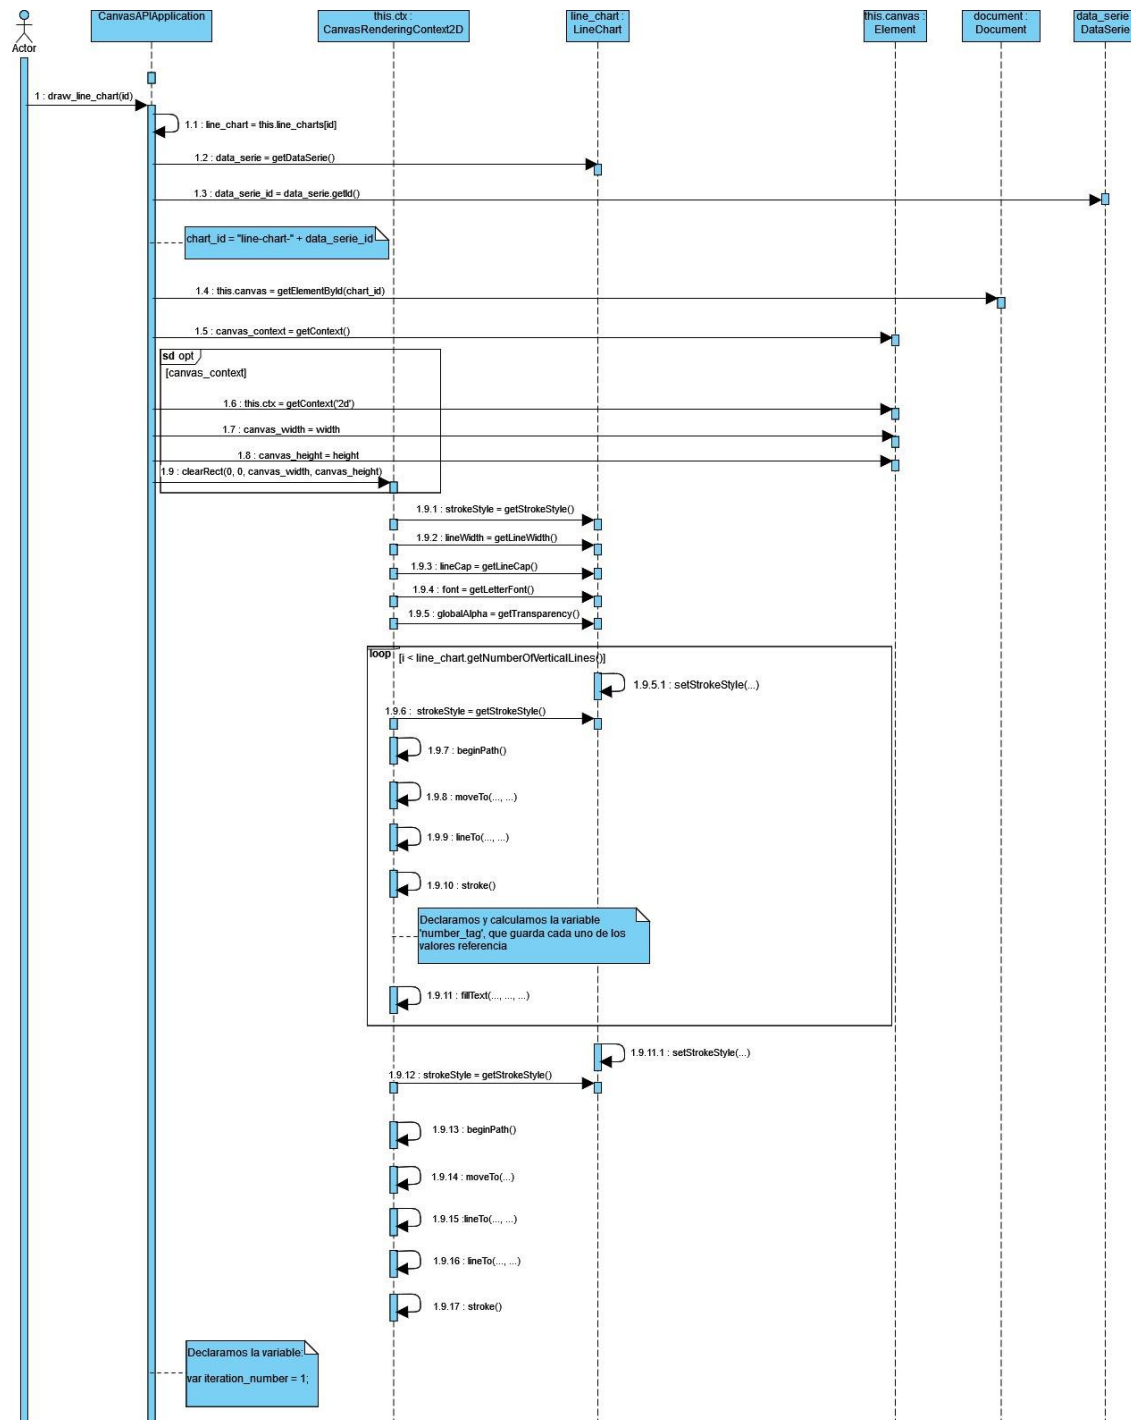 CanvasAPIApplication
this.ctx :
CanvasRenderingContext2D
line_chart :
LineChart
this.canvas :
Element
document :
Document
data_serie :
DataSerie
Actor
1 : draw_line_chart(id)
1.1 : line_chart = this.line_charts[id]
1.2 : data_serie = getDataSerie()
1.3 : data_serie_id = data_serie.getId()
chart_id = "line-chart-" + data_serie_id
1.4 : this.canvas = getElementById(chart_id)
1.5 : canvas_context = getContext()
sd opt
[canvas_context]
1.6 : this.ctx = getContext('2d')
1.7 : canvas_width = width
1.8 : canvas_height = height
1.9 : clearRect(0, 0, canvas_width, canvas_height)
1.9.1 : strokeStyle = getStrokeStyle()
1.9.2 : lineWidth = getLineWidth()
1.9.3 : lineCap = getLineCap()
1.9.4 : font = getLetterFont()
1.9.5 : globalAlpha = getTransparency()
loop
[i < line_chart.getNumberOfVerticalLines()]
1.9.5.1 : setStrokeStyle(...)
1.9.6 : strokeStyle = getStrokeStyle()
1.9.7 : beginPath()
1.9.8 : moveTo(..., ...)
1.9.9 : lineTo(..., ...)
1.9.10 : stroke()
Declaramos y calculamos la variable
'number_tag', que guarda cada uno de los
valores referencia
1.9.11 : fillText(..., ..., ...)
1.9.11.1 : setStrokeStyle(...)
1.9.12 : strokeStyle = getStrokeStyle()
1.9.13 : beginPath()
1.9.14 : moveTo(...)
1.9.15 :lineTo(..., ...)
1.9.16 : lineTo(..., ...)
1.9.17 : stroke()
Declaramos la variable:
var iteration_number = 1;